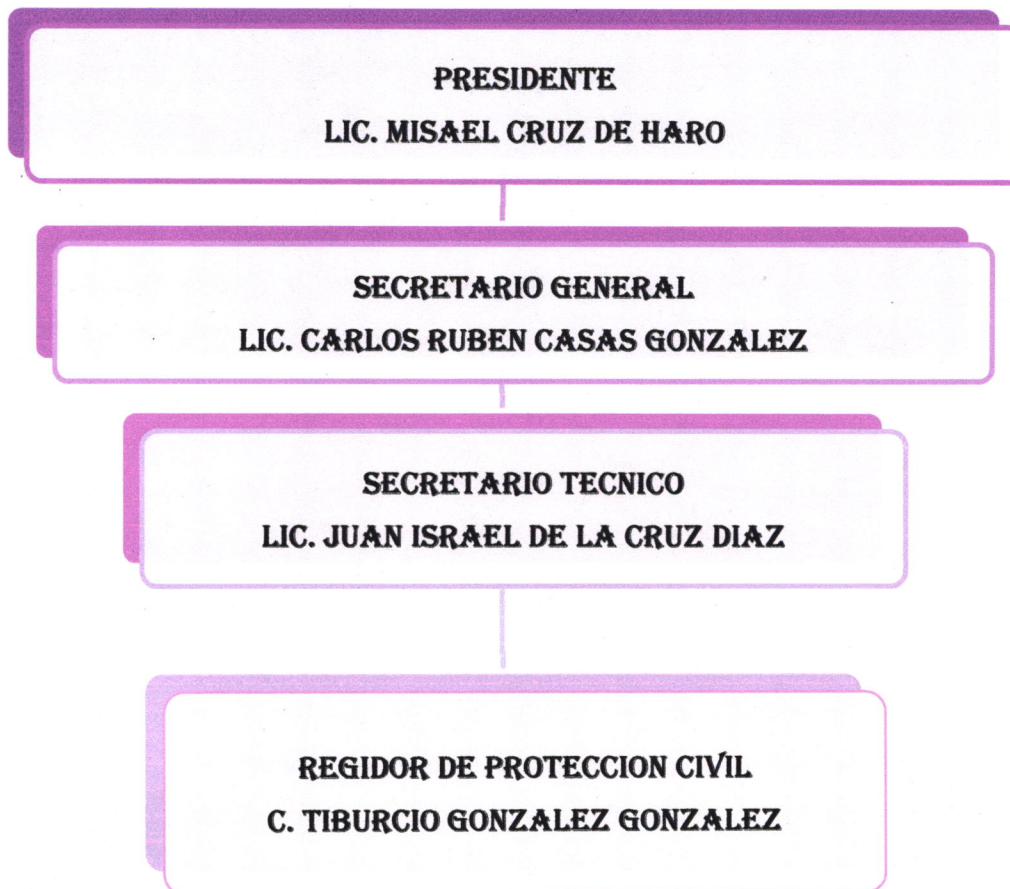 PRESIDENTE
LIC. MISAEL CRUZ DE HARO
SECRETARIO GENERAL
LIC. CARLOS RUBEN CASAS GONZALEZ
SECRETARIO TECNICO
LIC. JUAN ISRAEL DE LA CRUZ DIAZ
REGIDOR DE PROTECCION CIVIL
C. TIBURCIO GONZALEZ GONZALEZ